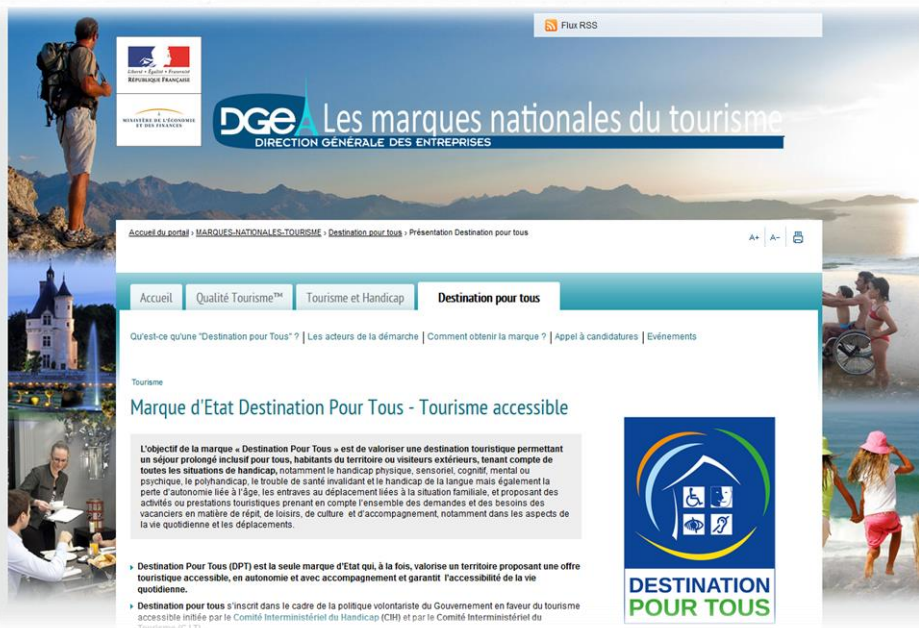 Flux RSS
Liberté • Égalité • Fraternité
RÉPUBLIQUE FRANÇAISE
MINISTÈRE DE L'ÉCONOMIE
ET DES FINANCES
DGE Les marques nationales du tourisme
DIRECTION GÉNÉRALE DES ENTREPRISES
Accueil du portail › MARQUES-NATIONALES-TOURISME › Destination pour tous › Présentation Destination pour tous
A+ A-
Accueil Qualité Tourisme™ Tourisme et Handicap Destination pour tous
Qu'est-ce qu'une "Destination pour Tous" ? | Les acteurs de la démarche | Comment obtenir la marque ? | Appel à candidatures | Evénements
Tourisme
Marque d'Etat Destination Pour Tous - Tourisme accessible
L'objectif de la marque « Destination Pour Tous » est de valoriser une destination touristique permettant
un séjour prolongé inclusif pour tous, habitants du territoire ou visiteurs extérieurs, tenant compte de
toutes les situations de handicap, notamment le handicap physique, sensoriel, cognitif, mental ou
psychique, le polyhandicap, le trouble de santé invalidant et le handicap de la langue mais également la
perte d'autonomie liée à l'âge, les entraves au déplacement liées à la situation familiale, et proposant des
activités ou prestations touristiques prenant en compte l'ensemble des demandes et des besoins des
vacanciers en matière de répit, de loisirs, de culture et d'accompagnement, notamment dans les aspects de
la vie quotidienne et les déplacements.
Destination Pour Tous (DPT) est la seule marque d'Etat qui, à la fois, valorise un territoire proposant une offre
touristique accessible, en autonomie et avec accompagnement et garantit l'accessibilité de la vie
quotidienne.
Destination pour tous s'inscrit dans le cadre de la politique volontariste du Gouvernement en faveur du tourisme
accessible initiée par le Comité Interministériel du Handicap (CIH) et par le Comité Interministériel du
Tourisme (C.I.T)
DESTINATION
POUR TOUS